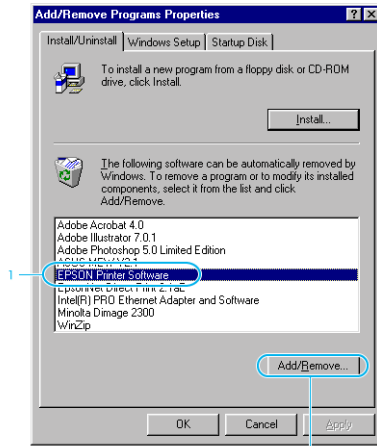 Add/Remove Programs Properties
Install/Uninstall Windows Setup Startup Disk
To install a new program from a floppy disk or CD-ROM
drive, click Install.
Install...
The following software can be automatically removed by
Windows. To remove a program or to modify its installed
components, select it from the list and click
Add/Remove.
Adobe Acrobat 4.0
Adobe Illustrator 7.0.1
Adobe Photoshop 5.0 Limited Edition
1
EPSON Printer Software
Intel(R) PRO Ethernet Adapter and Software
Minolta Dimage 2300
WinZip
Add/Remove...
OK Cancel Apply